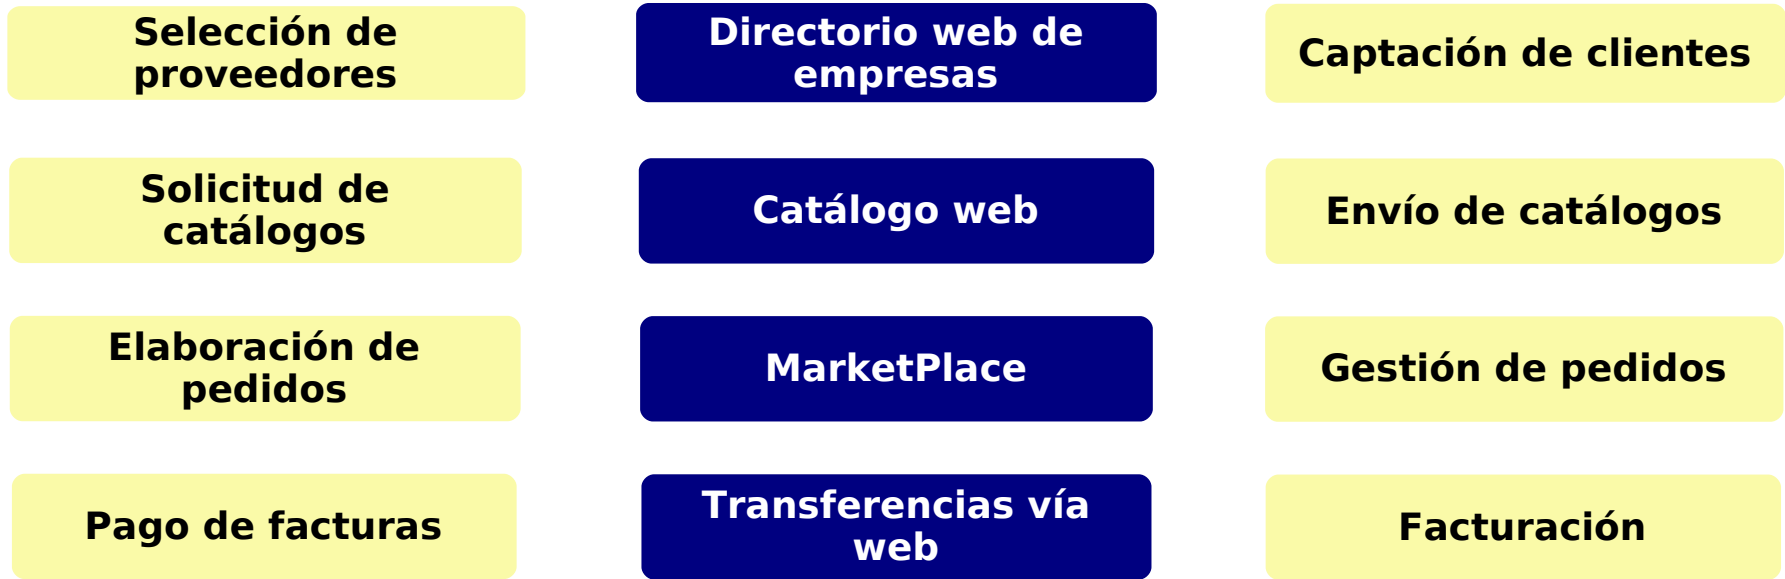 Selección de
proveedores
Directorio web de
empresas
Captación de clientes
Solicitud de
catálogos
Catálogo web
Envío de catálogos
Elaboración de
pedidos
MarketPlace
Gestión de pedidos
Pago de facturas
Transferencias vía
web
Facturación